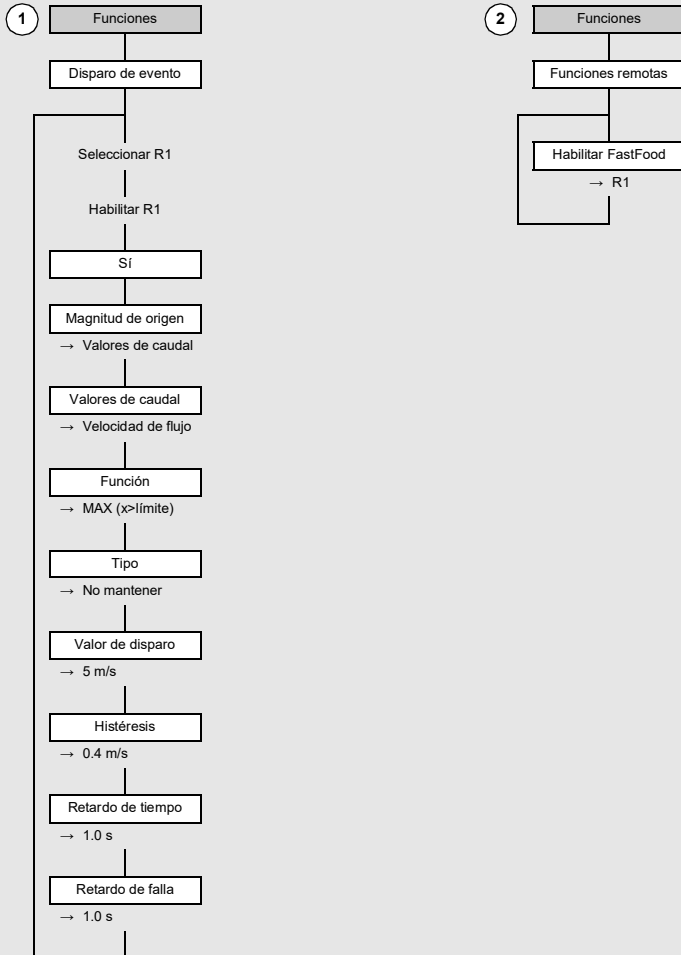 1
Funciones
Disparo de evento
Seleccionar R1
Habilitar R1
Sí
Magnitud de origen
→ Valores de caudal
Valores de caudal
→ Velocidad de flujo
Función
→ MAX (x>límite)
Tipo
→ No mantener
Valor de disparo
→ 5 m/s
Histéresis
→ 0.4 m/s
Retardo de tiempo
→ 1.0 s
Retardo de falla
→ 1.0 s
2
Funciones
Funciones remotas
Habilitar FastFood
→ R1